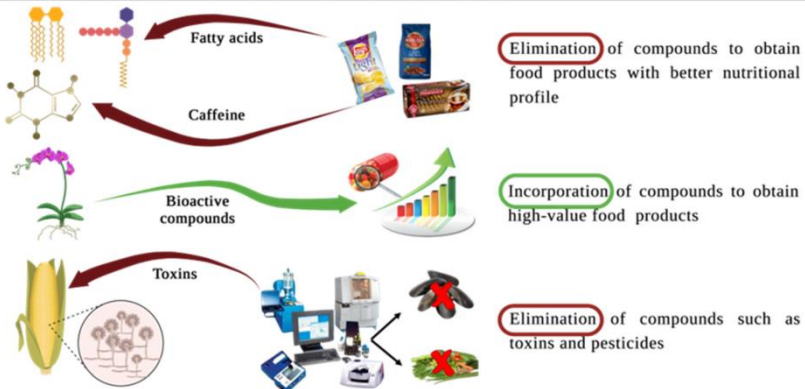 Fatty acids
Caffeine
Elimination of compounds to obtain
food products with better nutritional
profile
Bioactive
compounds
Incorporation of compounds to obtain
high-value food products
Toxins
Elimination of compounds such as
toxins and pesticides